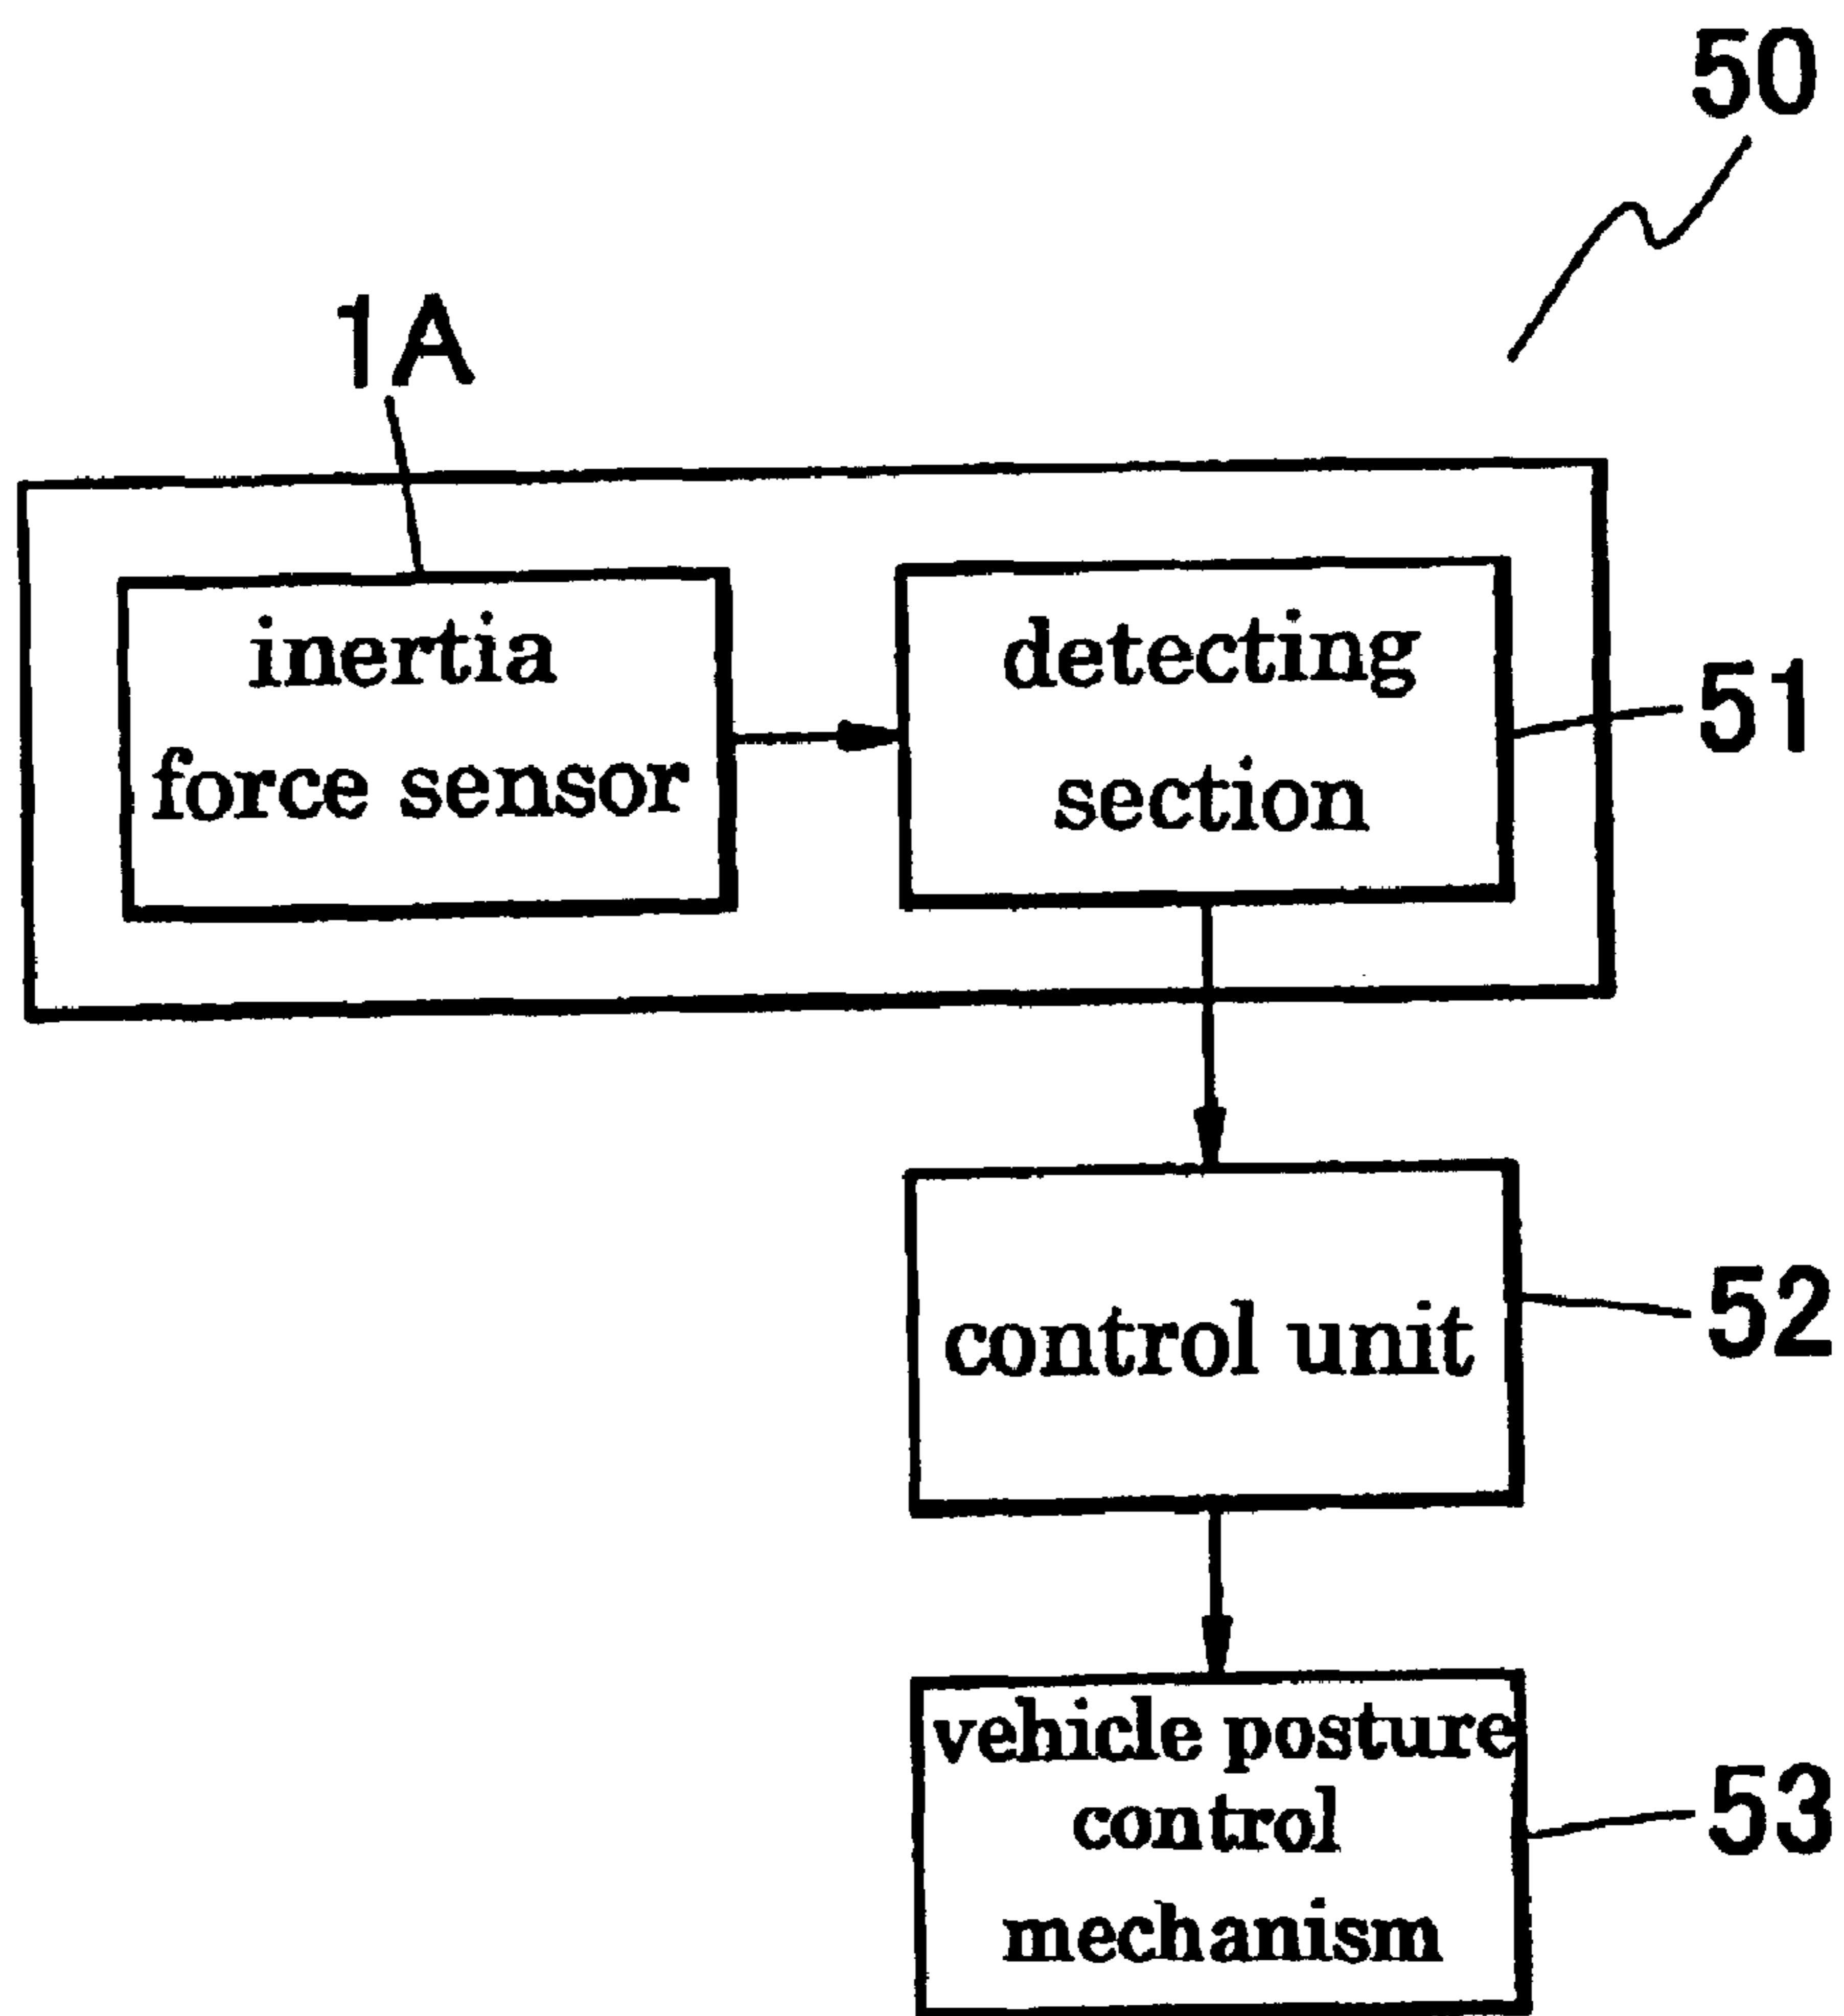 50
1A
inertia
force sensor
detecting
section
51
control unit
52
vehicle posture
control
mechanism
53